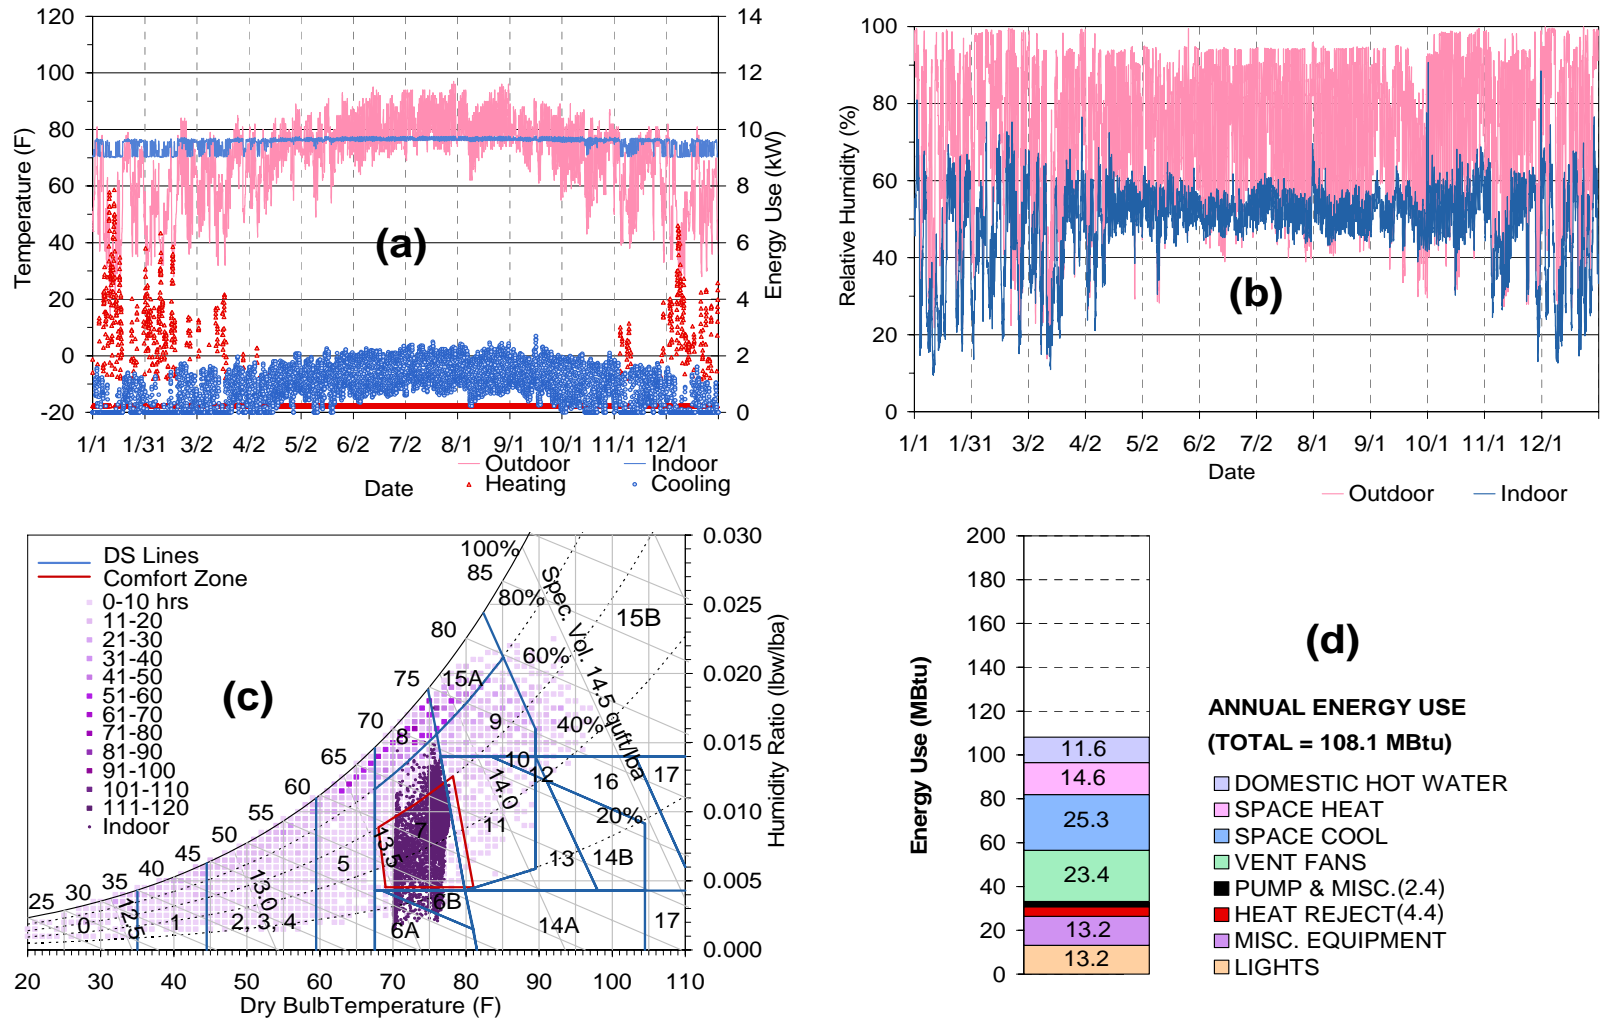 120
100
80
60
40
20
0
-20
Temperature (F)
14
12
10
8
6
4
2
0
Energy Use (kW)
(a)
1/1 1/31 3/2 4/2 5/2 6/2 7/2 8/1 9/1 10/1 11/1 12/1
Date
Outdoor Indoor
Heating Cooling
100
80
60
40
20
0
Relative Humidity (%)
(b)
1/1 1/31 3/2 4/2 5/2 6/2 7/2 8/1 9/1 10/1 11/1 12/1
Date
Outdoor Indoor
DS Lines
Comfort Zone
0-10 hrs
11-20
21-30
31-40
41-50
51-60
61-70
71-80
81-90
91-100
101-110
111-120
Indoor
(c)
100%
80%
60%
40%
20%
25 30 35 40 45 50 55 60 65 70 75 80 85
Spec. Vol. 14.5 quft/lba
14.0
13.5
13.0
12.5
0 1 2, 3, 4 5 6A 6B 7 8 9 10 11 12 13 14A 14B 15A 15B 16 17 17
0.030
0.025
0.020
0.015
0.010
0.005
0.000
Humidity Ratio (lbw/lba)
20 30 40 50 60 70 80 90 100 110
Dry BulbTemperature (F)
200
180
160
140
120
100
80
60
40
20
0
Energy Use (MBtu)
11.6
14.6
25.3
23.4
13.2
13.2
(d)
ANNUAL ENERGY USE
(TOTAL = 108.1 MBtu)
DOMESTIC HOT WATER
SPACE HEAT
SPACE COOL
VENT FANS
PUMP & MISC.(2.4)
HEAT REJECT(4.4)
MISC. EQUIPMENT
LIGHTS